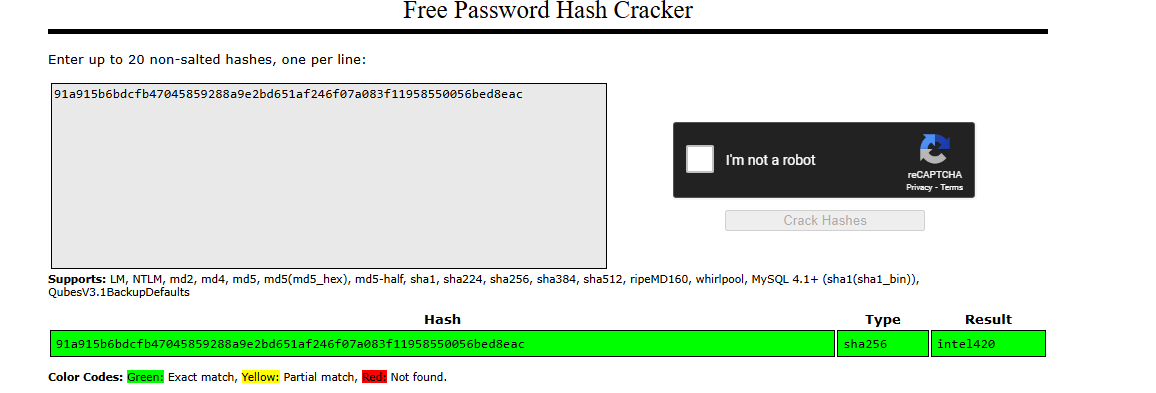 Free Password Hash Cracker
Enter up to 20 non-salted hashes, one per line:
91a915b6bdcfb47045859288a9e2bd651af246f07a083f11958550056bed8eac
I'm not a robot
reCAPTCHA
Privacy - Terms
Crack Hashes
Supports: LM, NTLM, md2, md4, md5, md5(md5_hex), md5-half, sha1, sha224, sha256, sha384, sha512, ripeMD160, whirlpool, MySQL 4.1+ (sha1(sha1_bin)),
QubesV3.1BackupDefaults
Hash Type Result
91a915b6bdcfb47045859288a9e2bd651af246f07a083f11958550056bed8eac sha256 intel420
Color Codes: Green: Exact match, Yellow: Partial match, Red: Not found.